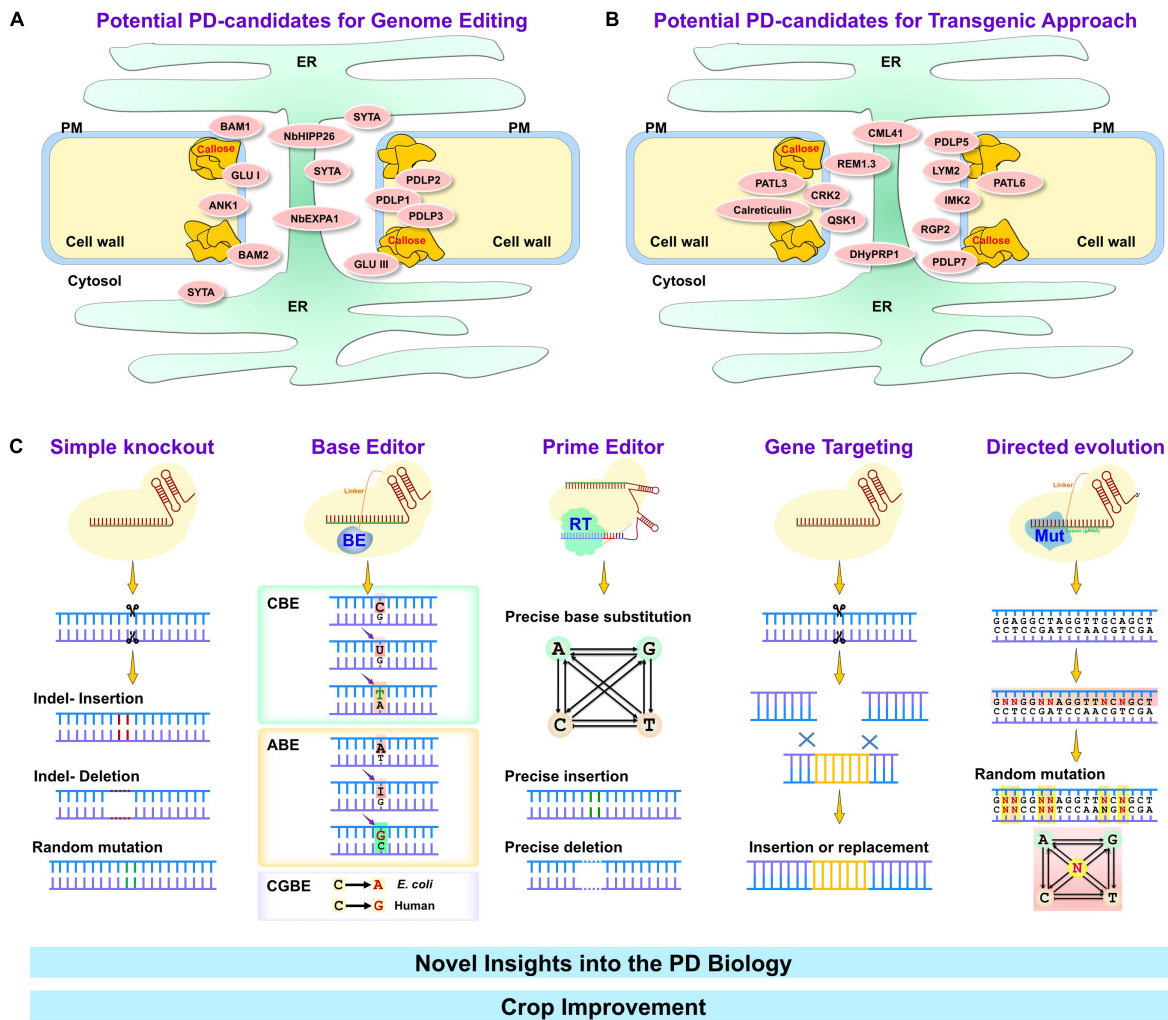 A
Potential PD-candidates for Genome Editing
ER
PM
PM
BAM1
NbHIPP26
SYTA
Callose
GLU I
SYTA
PDLP2
ANK1
NbEXPA1
PDLP1
PDLP3
Cell wall
Callose
Cell wall
BAM2
GLU III
Cytosol
SYTA
ER
B
Potential PD-candidates for Transgenic Approach
ER
PM
PM
CML41
PDLP5
Callose
REM1.3
LYM2
PATL3
CRK2
PATL6
Calreticulin
IMK2
QSK1
RGP2
Cell wall
Callose
Cell wall
DHyPRP1
PDLP7
Cytosol
ER
C
Simple knockout
Indel- Insertion
Indel- Deletion
Random mutation
Base Editor
Linker
BE
CBE
C
G
U
G
T
A
ABE
A
T
I
G
G
C
CGBE
C A E. coli
C G Human
Prime Editor
RT
Precise base substitution
A G
C T
Precise insertion
Precise deletion
Gene Targeting
Insertion or replacement
Directed evolution
Linker
3'
Spacer (gRNA)
Mut
GGAGGCTAGGTTGCAGCT
CCTCCGATCCAACGTCGA
GNNGGNNAGGTTNCNGCT
CCTCCGATCCAACGTCGA
Random mutation
GNNGGNNAGGTTNCNGCT
CNNCCNNTCCAANGNCGA
A G
N
C T
Novel Insights into the PD Biology
Crop Improvement